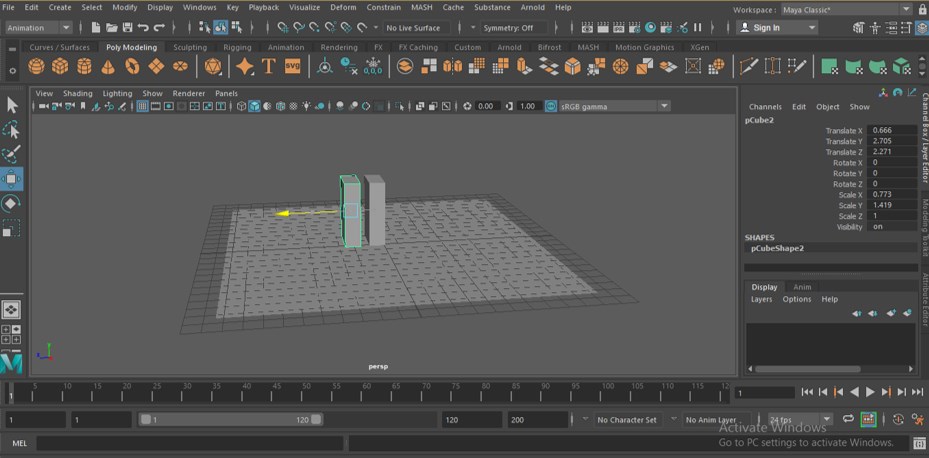 File Edit Create Select Modify Display Windows Key Playback Visualize Deform Constrain MASH Cache Substance Arnold Help
Workspace : Maya Classic*
Animation No Live Surface Symmetry: Off Sign In
Curves / Surfaces Poly Modeling Sculpting Rigging Animation Rendering FX FX Caching Custom Arnold Bifrost MASH Motion Graphics XGen
T SVG 0,0,0
View Shading Lighting Show Renderer Panels
0.00 1.00 sRGB gamma
Channels Edit Object Show
pCube2
Translate X 0.666
Translate Y 2.705
Translate Z 2.271
Rotate X 0
Rotate Y 0
Rotate Z 0
Scale X 0.773
Scale Y 1.419
Scale Z 1
Visibility on
SHAPES
pCubeShape2
Display Anim
Layers Options Help
Channel Box / Layer Editor
Modeling Toolkit
Attribute Editor
persp
5 10 15 20 25 30 35 40 45 50 55 60 65 70 75 80 85 90 95 100 105 110 115 12
1 1
1 1 1 120 120 200 No Character Set No Anim Layer 24 fps
Activate Windows
Go to PC settings to activate Windows.
MEL